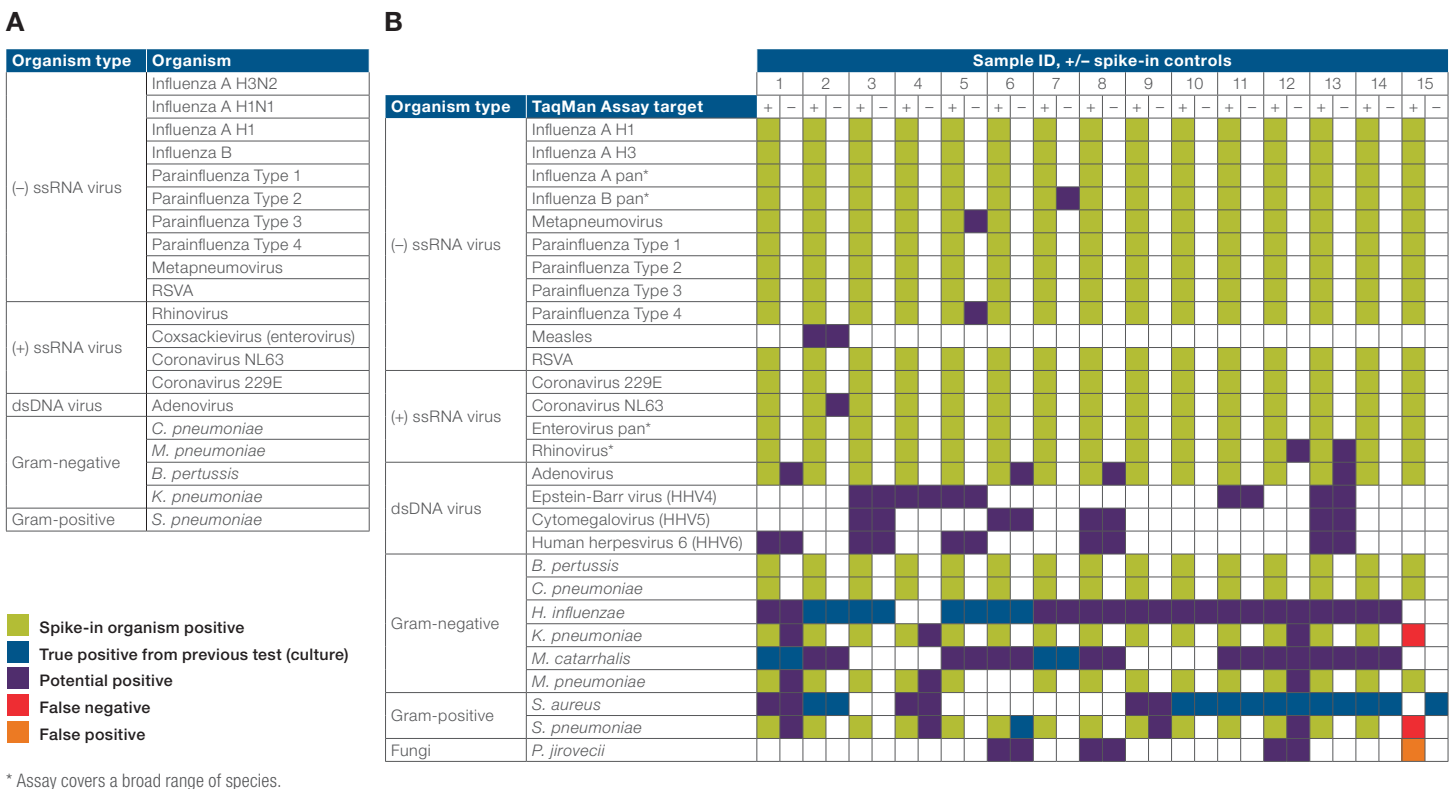 A
Organism type Organism
(–) ssRNA virus
Influenza A H3N2
Influenza A H1N1
Influenza A H1
Influenza B
Parainfluenza Type 1
Parainfluenza Type 2
Parainfluenza Type 3
Parainfluenza Type 4
Metapneumovirus
RSVA
(+) ssRNA virus
Rhinovirus
Coxsackievirus (enterovirus)
Coronavirus NL63
Coronavirus 229E
dsDNA virus Adenovirus
Gram-negative
C. pneumoniae
M. pneumoniae
B. pertussis
K. pneumoniae
Gram-positive S. pneumoniae
Spike-in organism positive
True positive from previous test (culture)
Potential positive
False negative
False positive
* Assay covers a broad range of species.
B
Sample ID, +/– spike-in controls
1 2 3 4 5 6 7 8 9 10 11 12 13 14 15
Organism type TaqMan Assay target + – + – + – + – + – + – + – + – + – + – + – + – + – + – + –
(–) ssRNA virus
Influenza A H1
Influenza A H3
Influenza A pan*
Influenza B pan*
Metapneumovirus
Parainfluenza Type 1
Parainfluenza Type 2
Parainfluenza Type 3
Parainfluenza Type 4
Measles
RSVA
(+) ssRNA virus
Coronavirus 229E
Coronavirus NL63
Enterovirus pan*
Rhinovirus*
dsDNA virus
Adenovirus
Epstein-Barr virus (HHV4)
Cytomegalovirus (HHV5)
Human herpesvirus 6 (HHV6)
Gram-negative
B. pertussis
C. pneumoniae
H. influenzae
K. pneumoniae
M. catarrhalis
M. pneumoniae
Gram-positive
S. aureus
S. pneumoniae
Fungi P. jirovecii